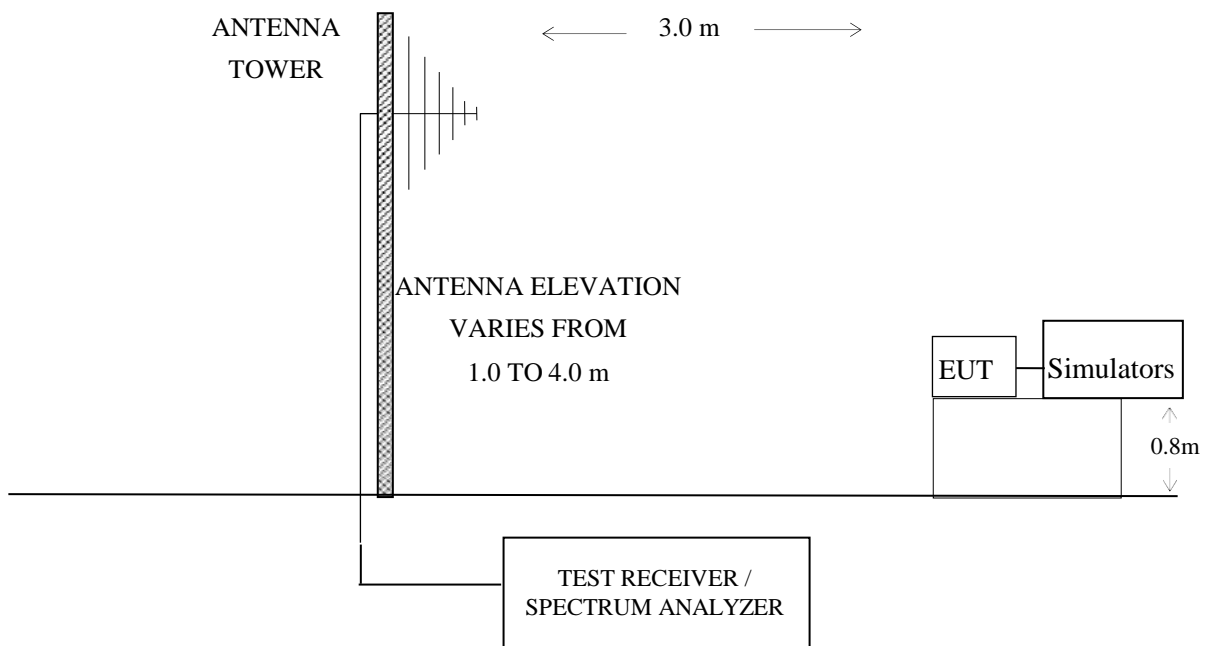 ANTENNA
TOWER
3.0 m
ANTENNA ELEVATION
VARIES FROM
1.0 TO 4.0 m
EUT
Simulators
0.8m
TEST RECEIVER /
SPECTRUM ANALYZER